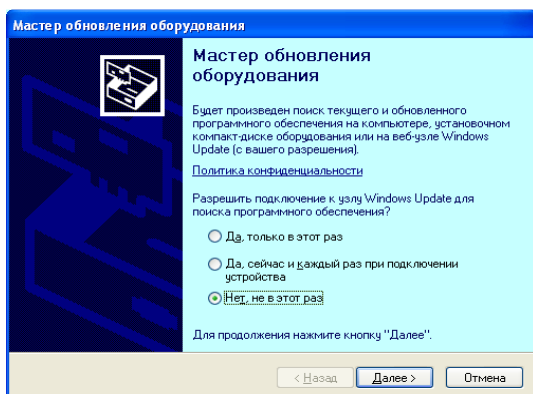 Мастер обновления оборудования
Мастер обновления
оборудования
Будет произведен поиск текущего и обновленного
программного обеспечения на компьютере, установочном
компакт-диске оборудования или на веб-узле Windows
Update (с вашего разрешения).
Политика конфиденциальности
Разрешить подключение к узлу Windows Update для
поиска программного обеспечения?
Да, только в этот раз
Да, сейчас и каждый раз при подключении
устройства
Нет, не в этот раз
Для продолжения нажмите кнопку "Далее".
< Назад
Далее >
Отмена